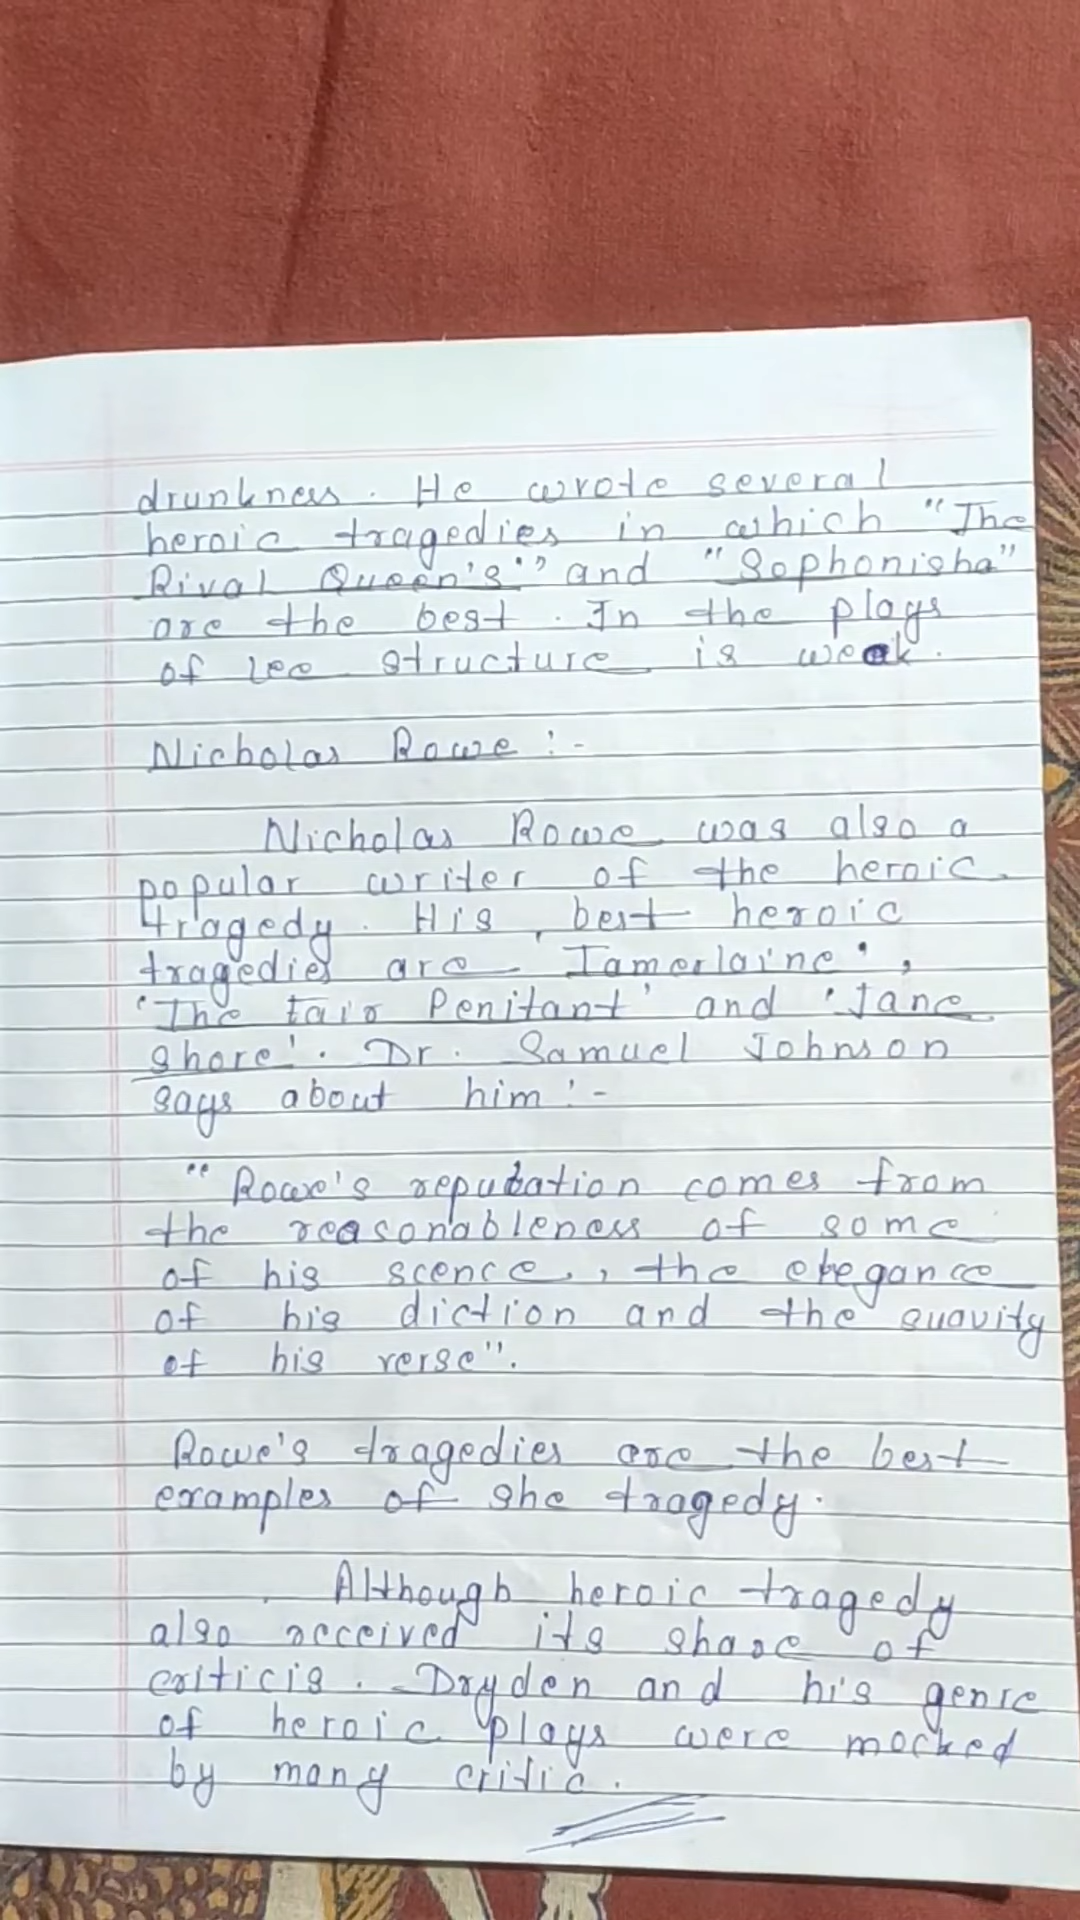 drunkness. He wrote several
heroic tragedies in which "The
Rival Queen's" and "Sophonisha"
are the best. In the plays
of Lee structure is weak.
Nicholas Rowe :-
Nicholas Rowe was also a
popular writer of the heroic
tragedy. His best heroic
tragedies are 'Tamerlaine',
'The fair Penitant' and 'Jane
Shore'. Dr. Samuel Johnson
says about him :-
"Rowe's reputation comes from
the reasonableness of some
of his scence, the elegance
of his diction and the suavity
of his verse".
Rowe's tragedies are the best
examples of she tragedy.
Although heroic tragedy
also received its share of
criticis. Dryden and his genre
of heroic plays were mocked
by many critic.